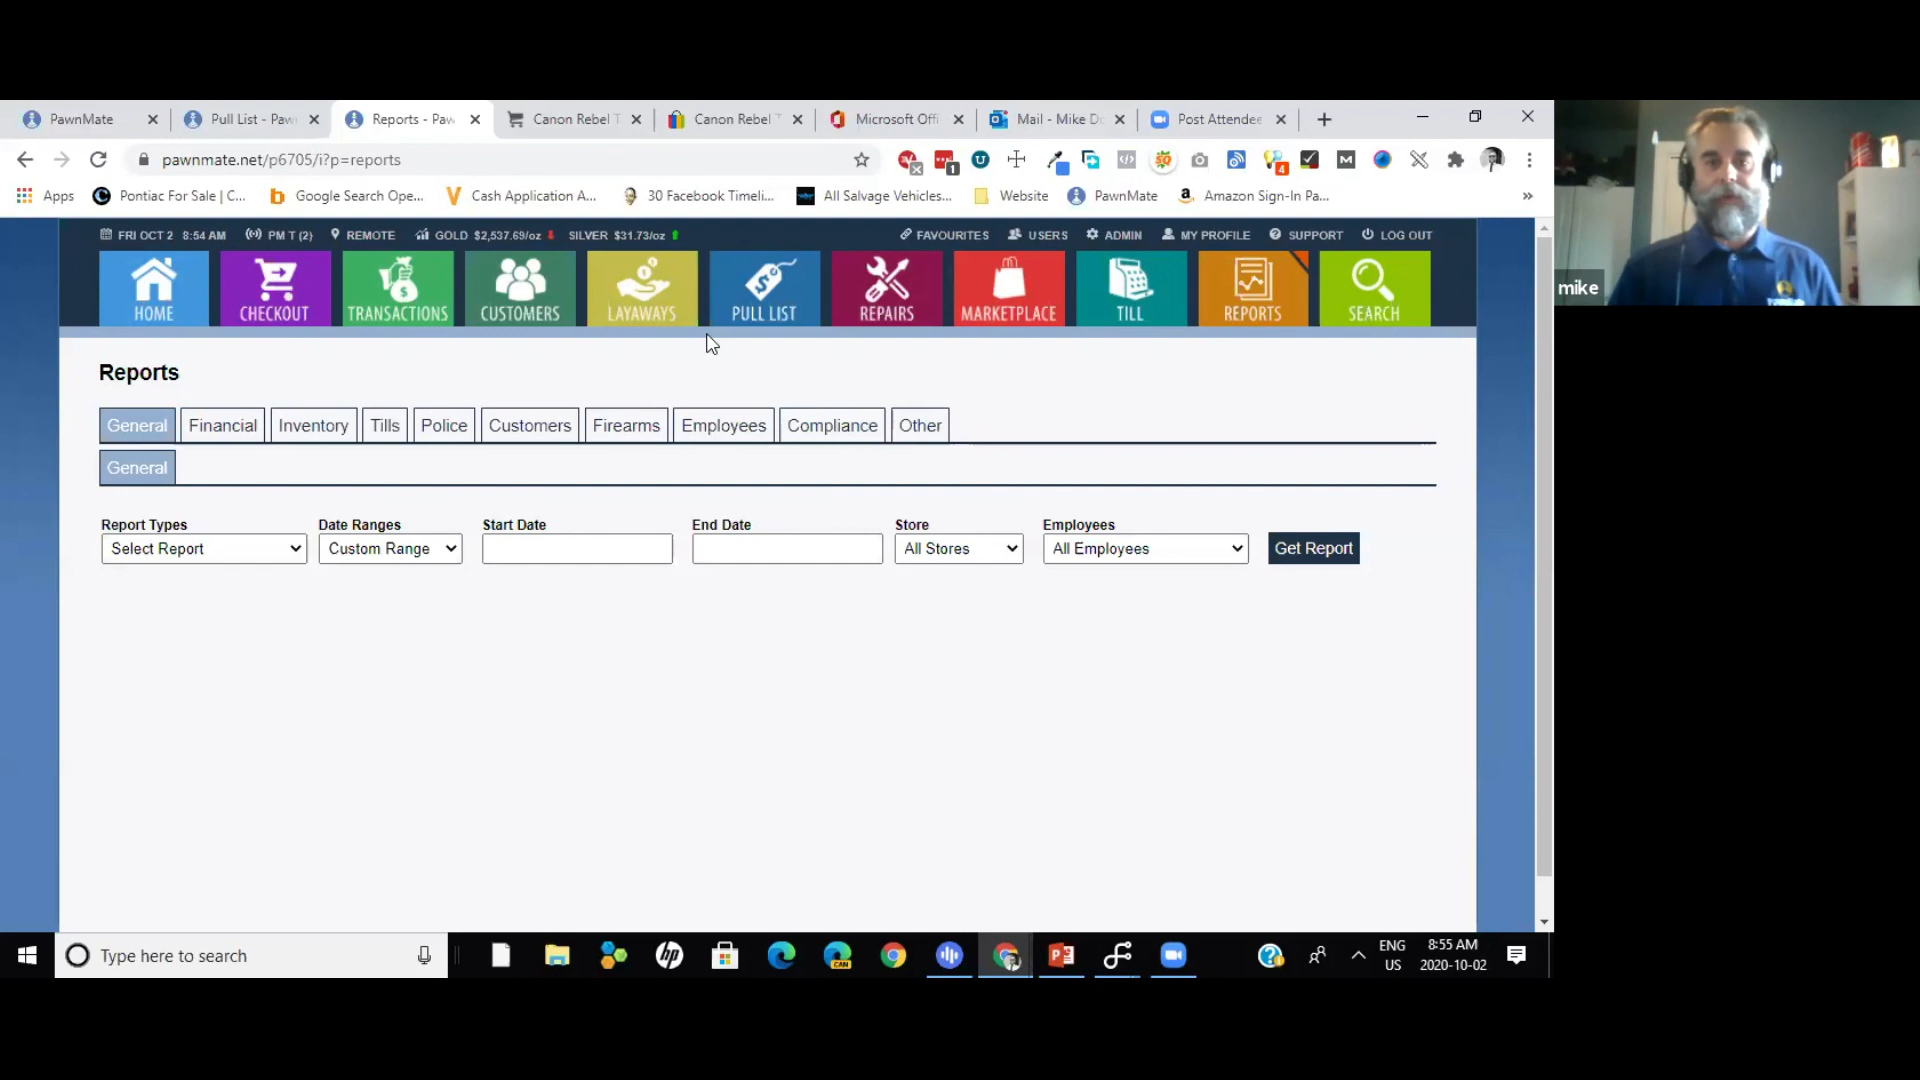 PawnMate
Pull List - Paw
Reports - Paw
Canon Rebel T
Canon Rebel T
Microsoft Offi
Mail - Mike D
Post Attendee
pawnmate.net/p6705/i?p=reports
Apps
Pontiac For Sale | C...
Google Search Ope...
Cash Application A...
30 Facebook Timeli...
All Salvage Vehicles...
Website
PawnMate
Amazon Sign-In Pa...
FRI OCT 2 8:54 AM PM T (2) REMOTE GOLD $2,537.69/oz SILVER $31.73/oz FAVOURITES USERS ADMIN MY PROFILE SUPPORT LOG OUT
HOME CHECKOUT TRANSACTIONS CUSTOMERS LAYAWAYS PULL LIST REPAIRS MARKETPLACE TILL REPORTS SEARCH
mike
Reports
General Financial Inventory Tills Police Customers Firearms Employees Compliance Other
General
Report Types Date Ranges Start Date End Date Store Employees
Select Report Custom Range All Stores All Employees Get Report
Type here to search
ENG
US
8:55 AM
2020-10-02